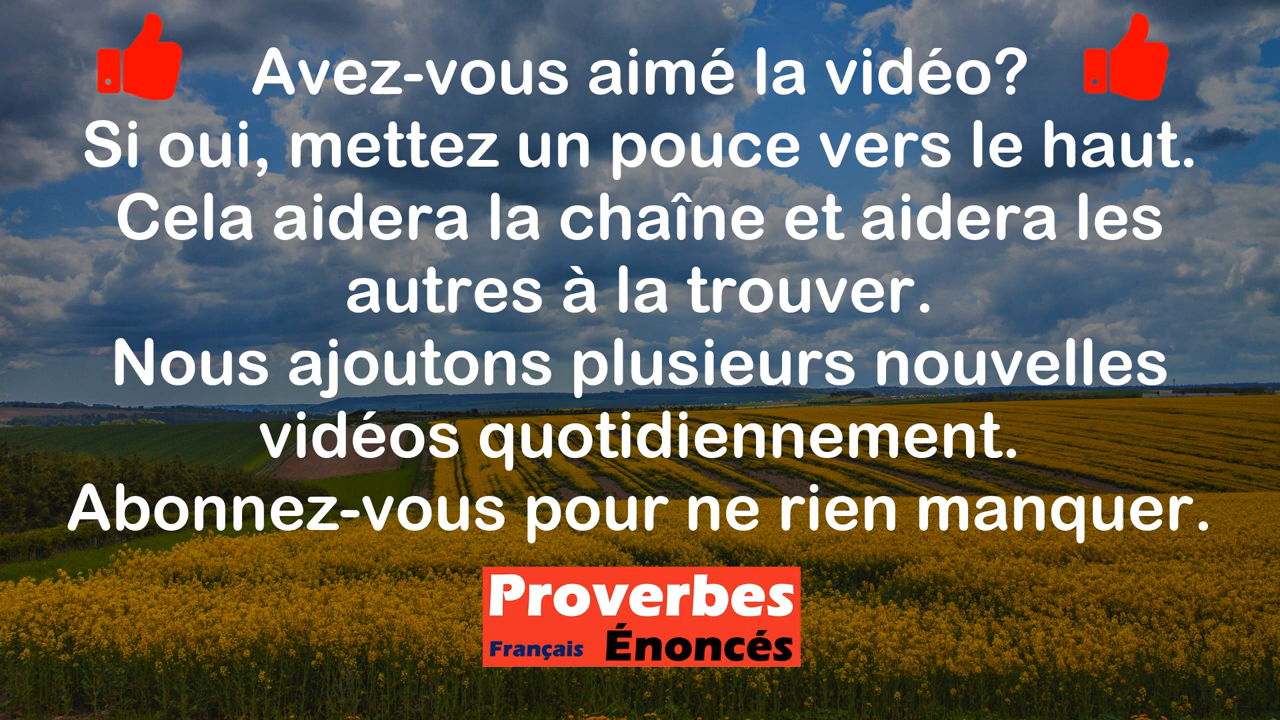 Avez-vous aimé la vidéo?
Si oui, mettez un pouce vers le haut.
Cela aidera la chaîne et aidera les
autres à la trouver.
Nous ajoutons plusieurs nouvelles
vidéos quotidiennement.
Abonnez-vous pour ne rien manquer.
Proverbes
Français Énoncés